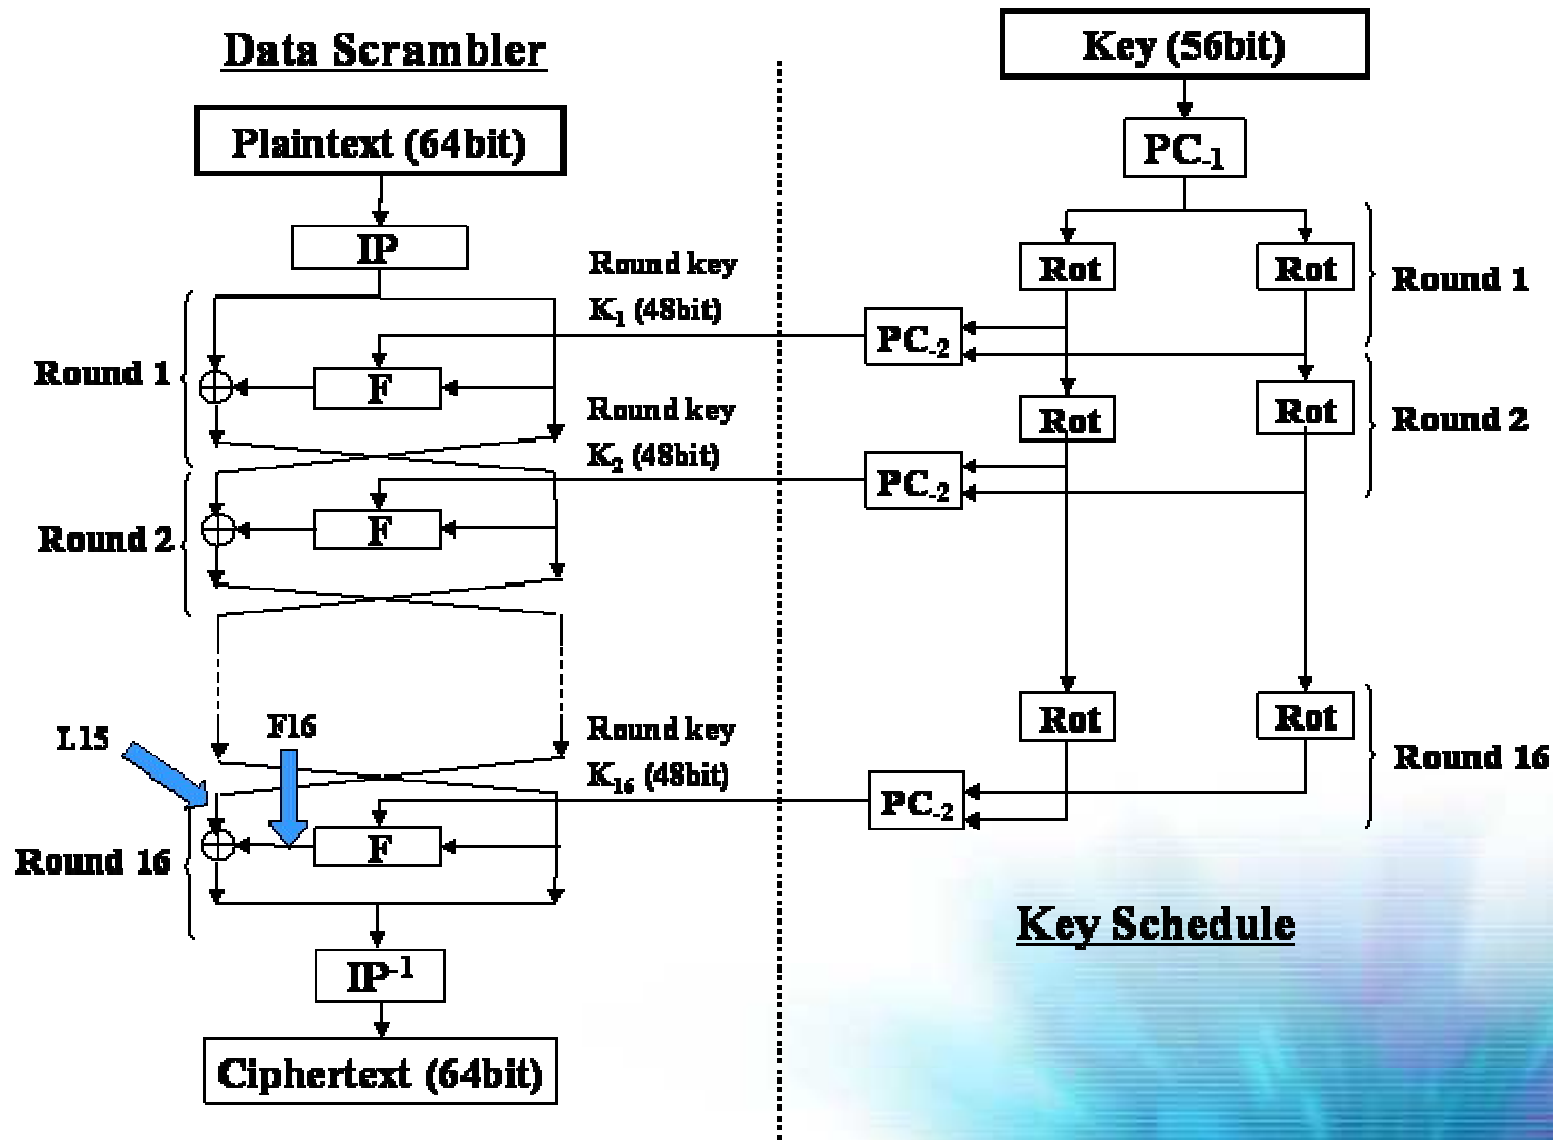 Data Scrambler
Plaintext (64bit)
IP
Round key
K1 (48bit)
Round 1
F
Round key
K2 (48bit)
Round 2
F
L15
F16
Round key
K16 (48bit)
Round 16
F
IP-1
Ciphertext (64bit)
Key (56bit)
PC-1
Rot
Rot
Round 1
PC-2
Rot
Rot
Round 2
PC-2
Rot
Rot
Round 16
PC-2
Key Schedule